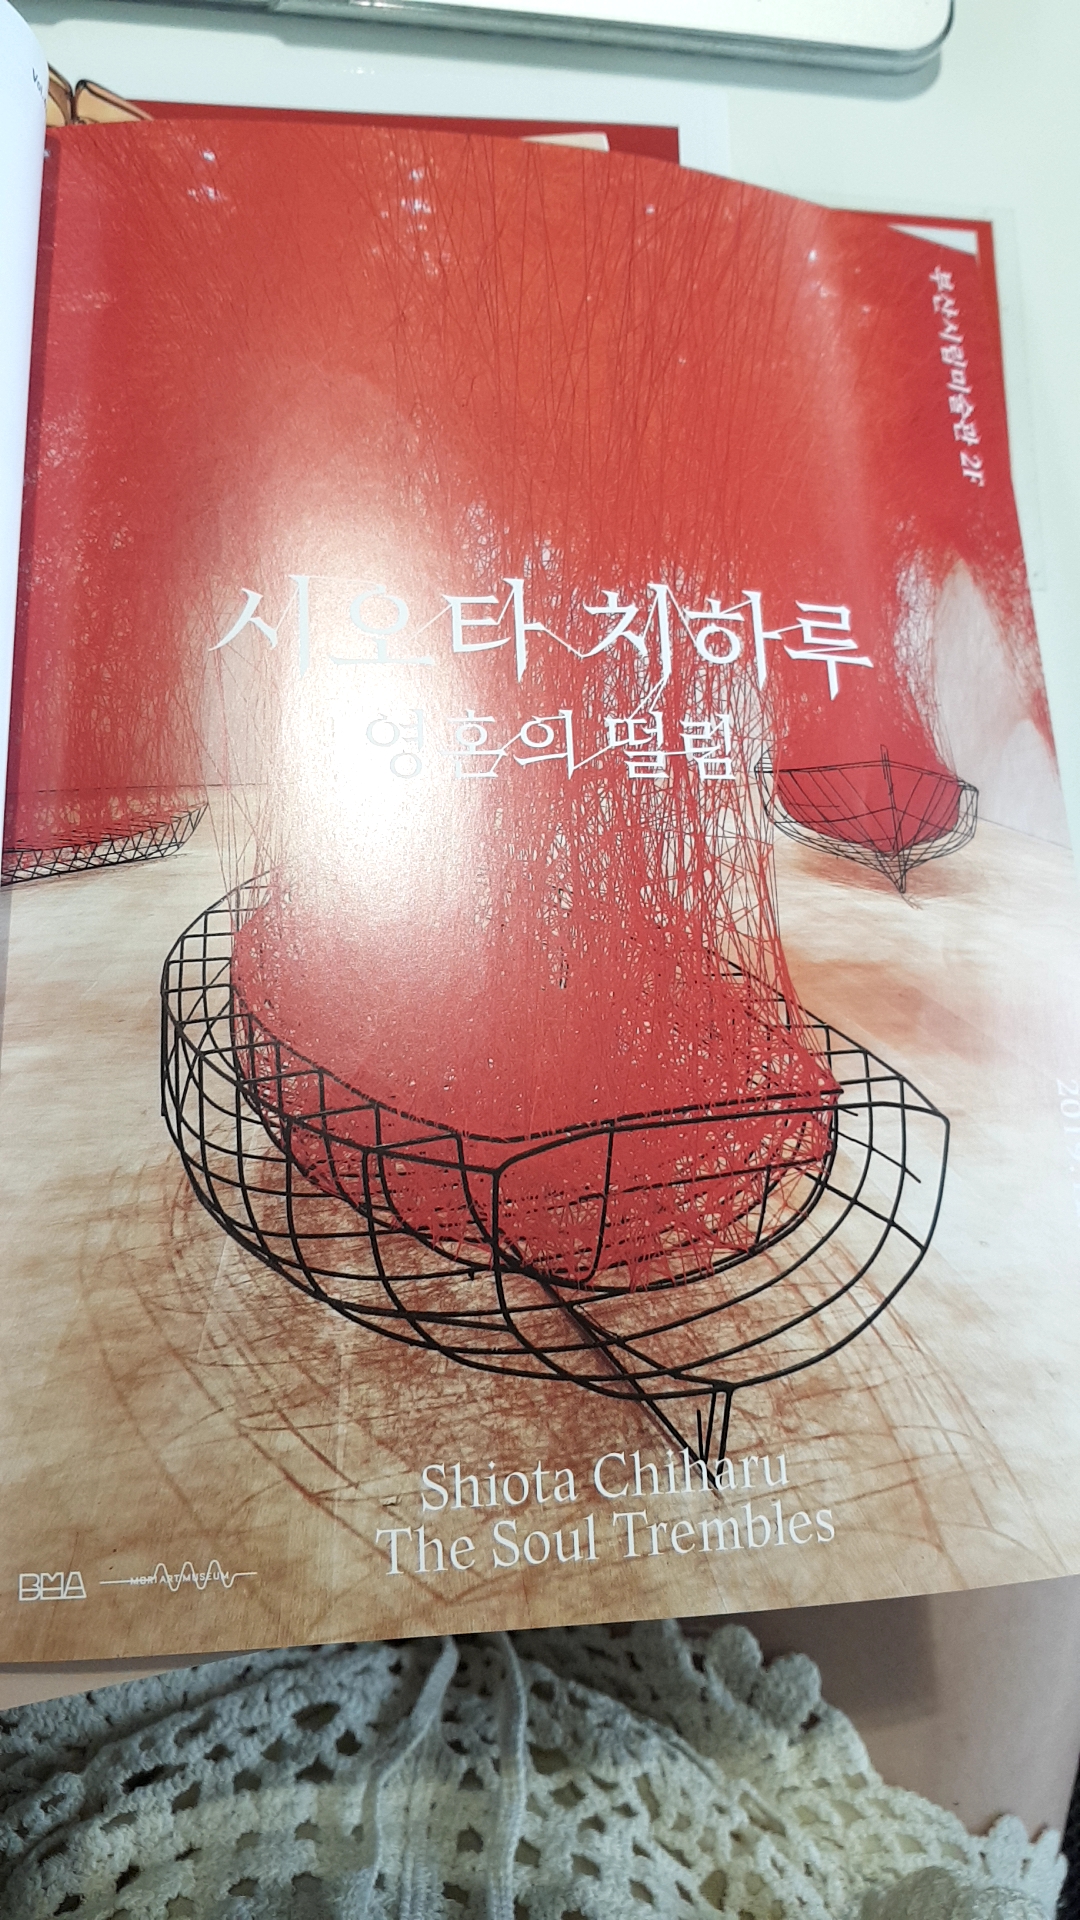 부산시립미술관 2F
시오타 치하루
영혼의 떨림
Shiota Chiharu
The Soul Trembles
BMA
MORI ART MUSEUM